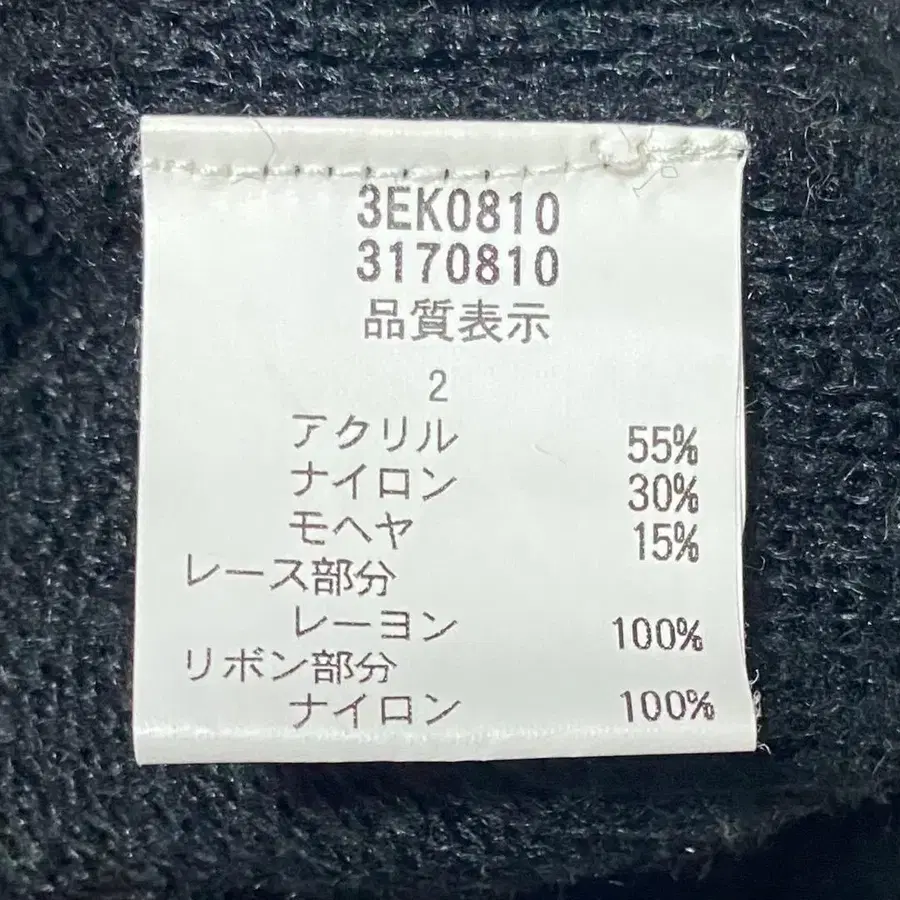 3EK0810
3170810
品質表示
2
アクリル 55%
ナイロン 30%
モヘヤ 15%
レース部分
レーヨン 100%
リボン部分
ナイロン 100%